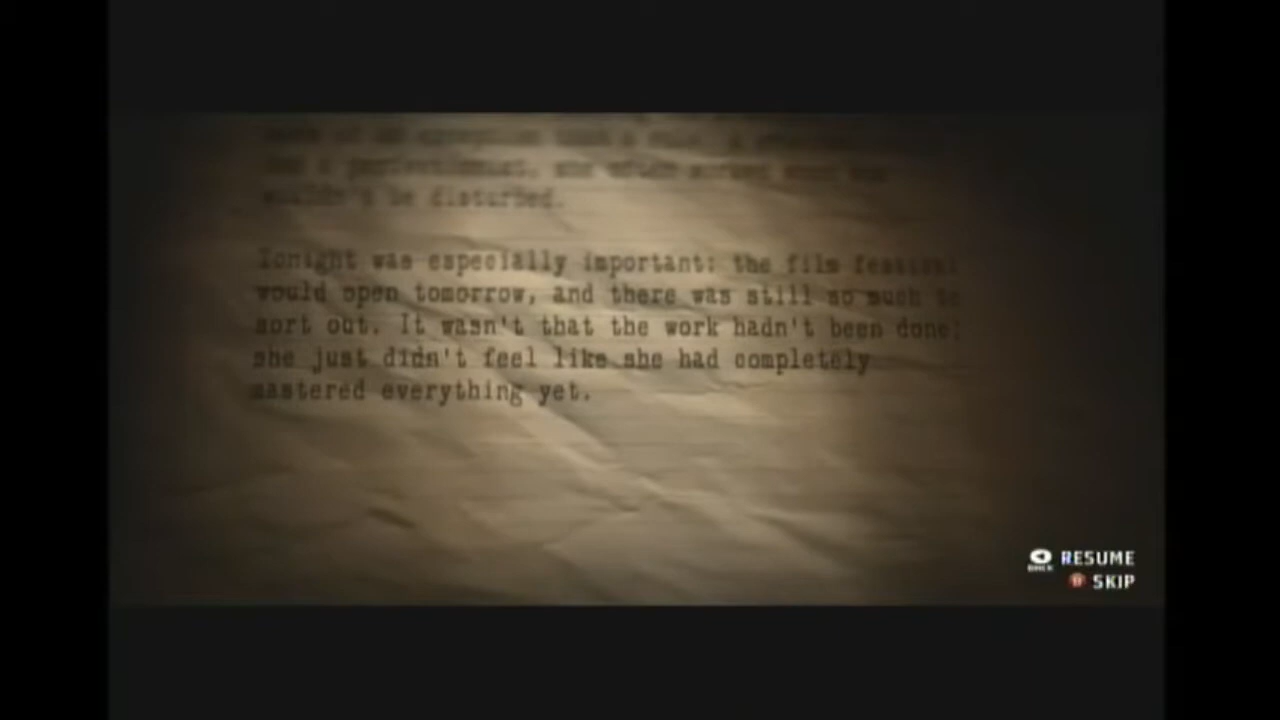 wouldn't be disturbed.
Tonight was especially important: the film festival
would open tomorrow, and there was still so much to
sort out. It wasn't that the work hadn't been done;
she just didn't feel like she had completely
mastered everything yet.
BACK RESUME
B SKIP